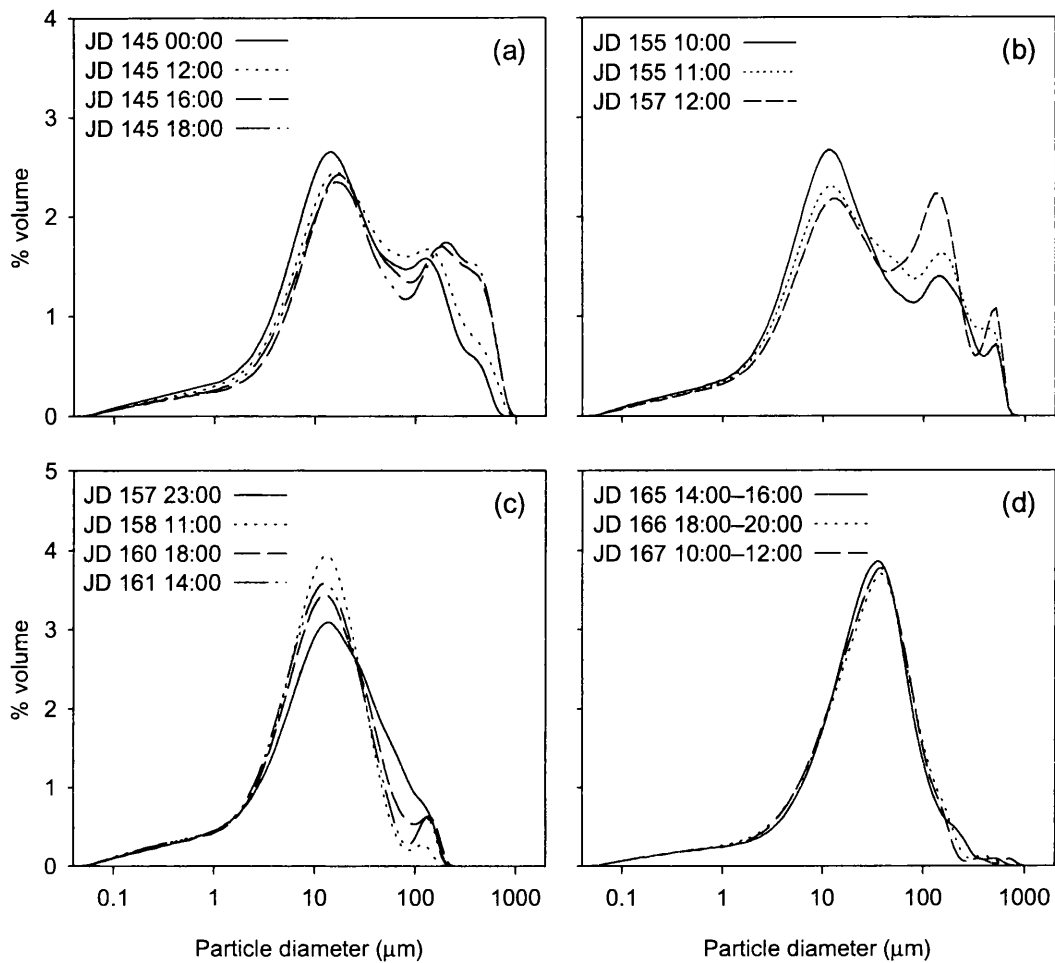 4
3
2
1
0
% volume
JD 145 00:00
JD 145 12:00
JD 145 16:00
JD 145 18:00
(a)
JD 155 10:00
JD 155 11:00
JD 157 12:00
(b)
5
4
3
2
1
0
% volume
JD 157 23:00
JD 158 11:00
JD 160 18:00
JD 161 14:00
(c)
0.1 1 10 100 1000
Particle diameter (μm)
JD 165 14:00–16:00
JD 166 18:00–20:00
JD 167 10:00–12:00
(d)
0.1 1 10 100 1000
Particle diameter (μm)